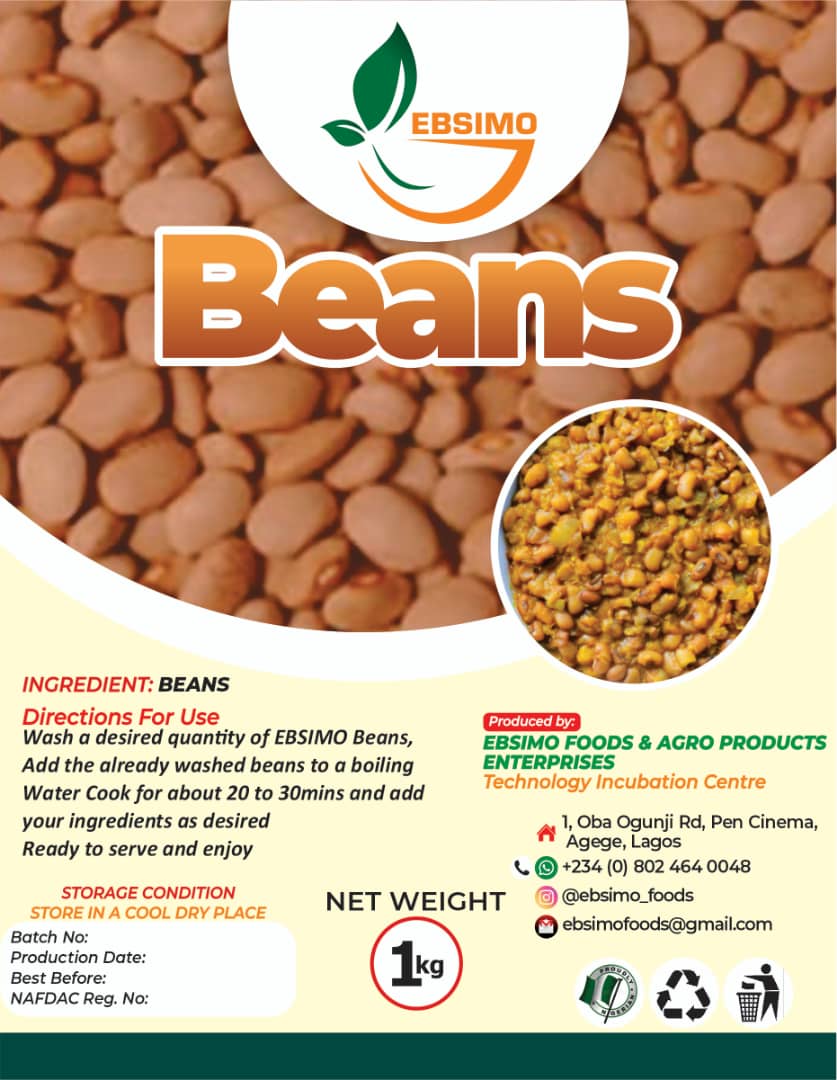 EBSIMO
Beans
INGREDIENT: BEANS
Directions For Use
Wash a desired quantity of EBSIMO Beans,
Add the already washed beans to a boiling
Water Cook for about 20 to 30mins and add
your ingredients as desired
Ready to serve and enjoy
STORAGE CONDITION
STORE IN A COOL DRY PLACE
Batch No:
Production Date:
Best Before:
NAFDAC Reg. No:
NET WEIGHT
1kg
Produced by:
EBSIMO FOODS & AGRO PRODUCTS
ENTERPRISES
Technology Incubation Centre
1, Oba Ogunji Rd, Pen Cinema,
Agege, Lagos
+234 (0) 802 464 0048
@ebsimo_foods
ebsimofoods@gmail.com
PROUDLY
NIGERIAN